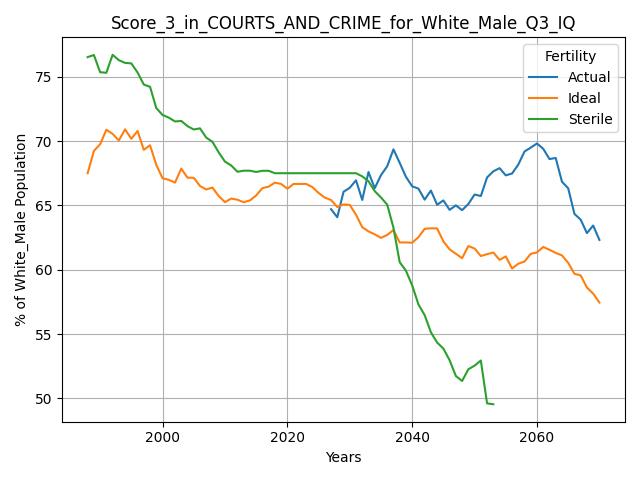 Score_3_in_COURTS_AND_CRIME_for_White_Male_Q3_IQ
Fertility
Actual
Ideal
Sterile
% of White_Male Population
75
70
65
60
55
50
2000
2020
2040
2060
Years